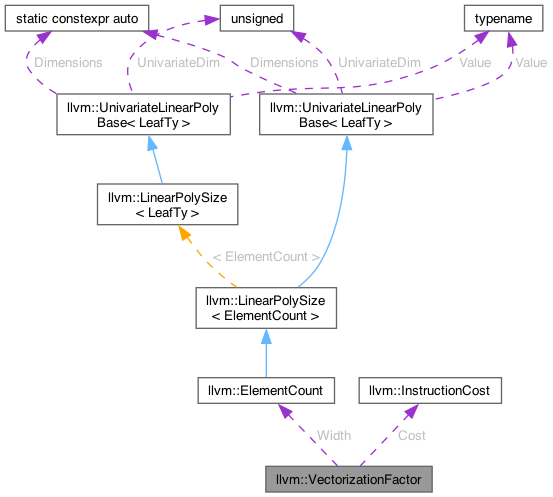 static constexpr auto
unsigned
typename
Dimensions
UnivariateDim
Dimensions
UnivariateDim
Value
Value
llvm::UnivariateLinearPoly
Base< LeafTy >
llvm::UnivariateLinearPoly
Base< LeafTy >
llvm::LinearPolySize
< LeafTy >
< ElementCount >
llvm::LinearPolySize
< ElementCount >
llvm::ElementCount
llvm::InstructionCost
Width
Cost
llvm::VectorizationFactor